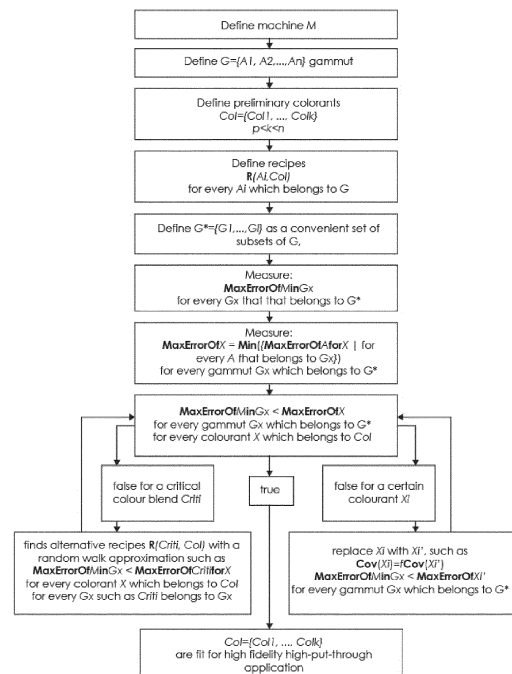 Define machine M
Define G={A1, A2,...,An} gammut
Define preliminary colorants
Col={Col1, ..., Colk}
p<k<n
Define recipes
R(Ai,Col)
for every Ai which belongs to G
Define G*={G1,...,Gl} as a convenient set of
subsets of G,
Measure:
MaxErrorOfMinGx
for every Gx that that belongs to G*
Measure:
MaxErrorOfX = Min({MaxErrorOfAforX | for
every A that belongs to Gx})
for every gammut Gx which belongs to G*
MaxErrorOfMinGx < MaxErrorOfX
for every gammut Gx which belongs to G*
for every colourant X which belongs to Col
false for a critical
colour blend Criti
true
false for a certain
colourant Xi
finds alternative recipes R(Criti, Col) with a
random walk approximation such as
MaxErrorOfMinGx < MaxErrorOfCritiforX
for every colorant X which belongs to Col
for every Gx such as Criti belongs to Gx
replace Xi with Xi', such as
Cov(Xi)=fCov(Xi')
MaxErrorOfMinGx < MaxErrorOfXi'
for every gammut Gx which belongs to G*
Col={Col1, .... Colk}
are fit for high fidelity high-put-through
application